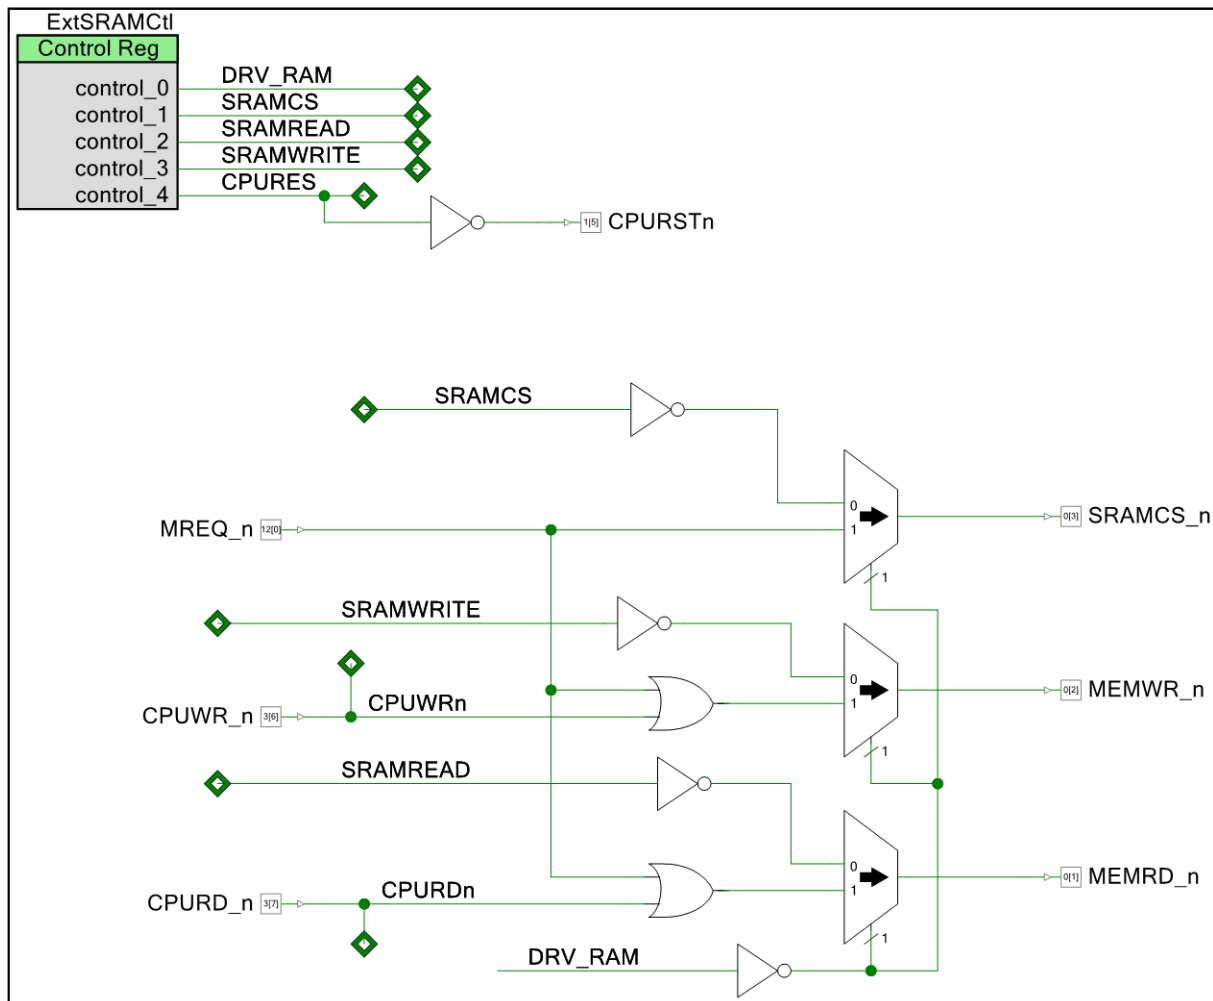 ExtSRAMCtl
Control Reg
control_0 DRV_RAM
control_1 SRAMCS
control_2 SRAMREAD
control_3 SRAMWRITE
control_4 CPURES
1[5] CPURSTn
SRAMCS
0
MREQ_n 12[0] 1 0[3] SRAMCS_n
1
SRAMWRITE
0
CPUWR_n 3[6] CPUWRn 1 0[2] MEMWR_n
1
SRAMREAD
0
CPURD_n 3[7] CPURDn 1 0[1] MEMRD_n
1
DRV_RAM